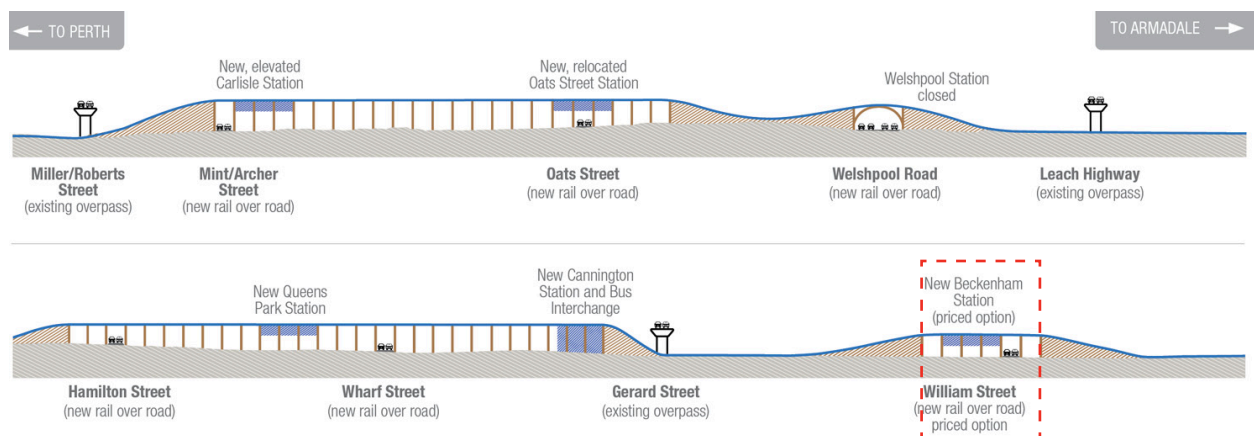 ← TO PERTH
TO ARMADALE →
New, elevated
Carlisle Station
New, relocated
Oats Street Station
Welshpool Station
closed
Miller/Roberts
Street
(existing overpass)
Mint/Archer
Street
(new rail over road)
Oats Street
(new rail over road)
Welshpool Road
(new rail over road)
Leach Highway
(existing overpass)
New Queens
Park Station
New Cannington
Station and Bus
Interchange
New Beckenham
Station
(priced option)
Hamilton Street
(new rail over road)
Wharf Street
(new rail over road)
Gerard Street
(existing overpass)
William Street
(new rail over road)
priced option